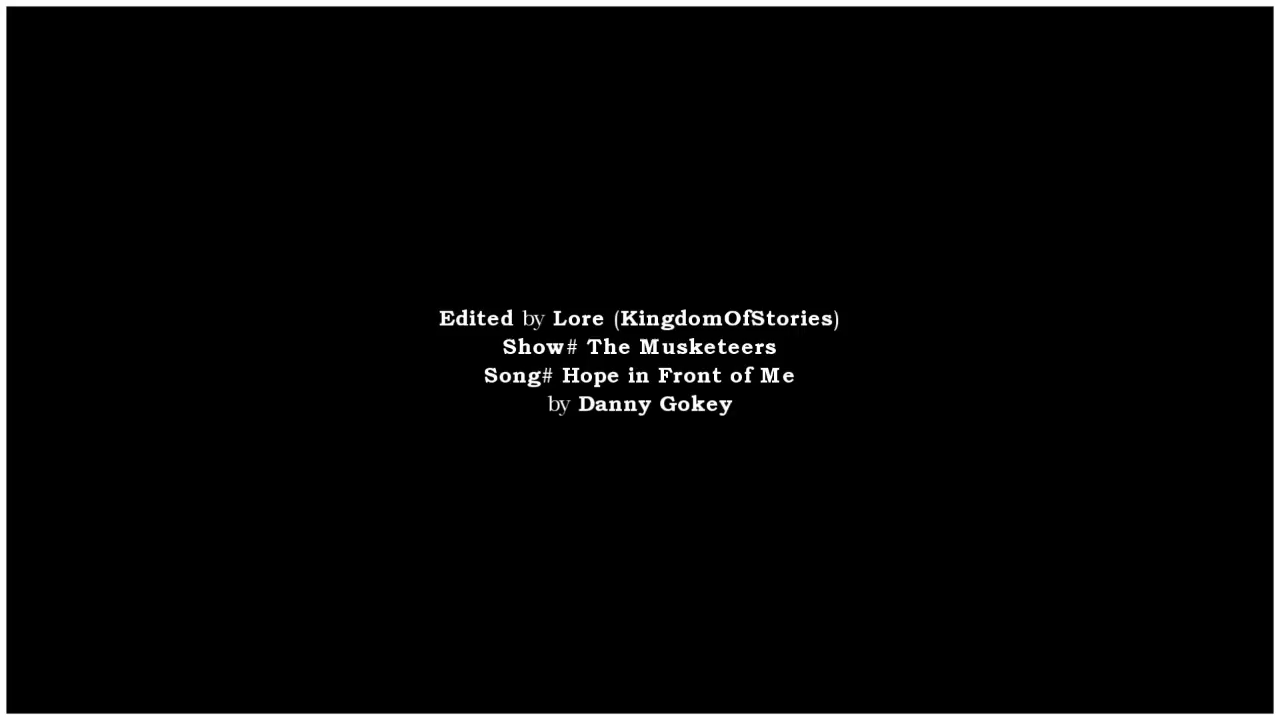 Edited by Lore (KingdomOfStories)
Show# The Musketeers
Song# Hope in Front of Me
by Danny Gokey